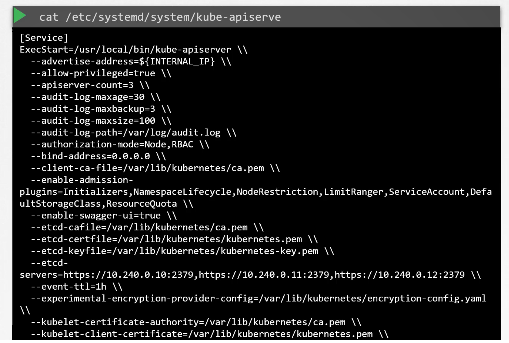 cat /etc/systemd/system/kube-apiserve
[Service]
ExecStart=/usr/local/bin/kube-apiserver \\
  --advertise-address=${INTERNAL_IP} \\
  --allow-privileged=true \\
  --apiserver-count=3 \\
  --audit-log-maxage=30 \\
  --audit-log-maxbackup=3 \\
  --audit-log-maxsize=100 \\
  --audit-log-path=/var/log/audit.log \\
  --authorization-mode=Node,RBAC \\
  --bind-address=0.0.0.0 \\
  --client-ca-file=/var/lib/kubernetes/ca.pem \\
  --enable-admission-
plugins=Initializers,NamespaceLifecycle,NodeRestriction,LimitRanger,ServiceAccount,Defa
ultStorageClass,ResourceQuota \\
  --enable-swagger-ui=true \\
  --etcd-cafile=/var/lib/kubernetes/ca.pem \\
  --etcd-certfile=/var/lib/kubernetes/kubernetes.pem \\
  --etcd-keyfile=/var/lib/kubernetes/kubernetes-key.pem \\
  --etcd-
servers=https://10.240.0.10:2379,https://10.240.0.11:2379,https://10.240.0.12:2379 \\
  --event-ttl=1h \\
  --experimental-encryption-provider-config=/var/lib/kubernetes/encryption-config.yaml
\\
  --kubelet-certificate-authority=/var/lib/kubernetes/ca.pem \\
  --kubelet-client-certificate=/var/lib/kubernetes/kubernetes.pem \\